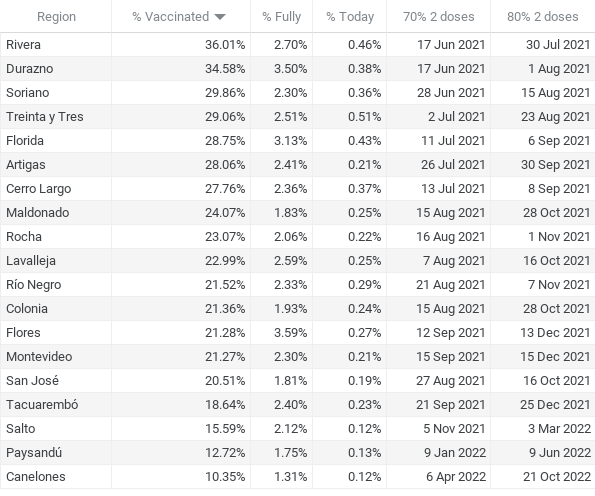 Region % Vaccinated % Fully % Today 70% 2 doses 80% 2 doses
Rivera 36.01% 2.70% 0.46% 17 Jun 2021 30 Jul 2021
Durazno 34.58% 3.50% 0.38% 17 Jun 2021 1 Aug 2021
Soriano 29.86% 2.30% 0.36% 28 Jun 2021 15 Aug 2021
Treinta y Tres 29.06% 2.51% 0.51% 2 Jul 2021 23 Aug 2021
Florida 28.75% 3.13% 0.43% 11 Jul 2021 6 Sep 2021
Artigas 28.06% 2.41% 0.21% 26 Jul 2021 30 Sep 2021
Cerro Largo 27.76% 2.36% 0.37% 13 Jul 2021 8 Sep 2021
Maldonado 24.07% 1.83% 0.25% 15 Aug 2021 28 Oct 2021
Rocha 23.07% 2.06% 0.22% 16 Aug 2021 1 Nov 2021
Lavalleja 22.99% 2.59% 0.25% 7 Aug 2021 16 Oct 2021
Río Negro 21.52% 2.33% 0.29% 21 Aug 2021 7 Nov 2021
Colonia 21.36% 1.93% 0.24% 15 Aug 2021 28 Oct 2021
Flores 21.28% 3.59% 0.27% 12 Sep 2021 13 Dec 2021
Montevideo 21.27% 2.30% 0.21% 15 Sep 2021 15 Dec 2021
San José 20.51% 1.81% 0.19% 27 Aug 2021 16 Oct 2021
Tacuarembó 18.64% 2.40% 0.23% 21 Sep 2021 25 Dec 2021
Salto 15.59% 2.12% 0.12% 5 Nov 2021 3 Mar 2022
Paysandú 12.72% 1.75% 0.13% 9 Jan 2022 9 Jun 2022
Canelones 10.35% 1.31% 0.12% 6 Apr 2022 21 Oct 2022